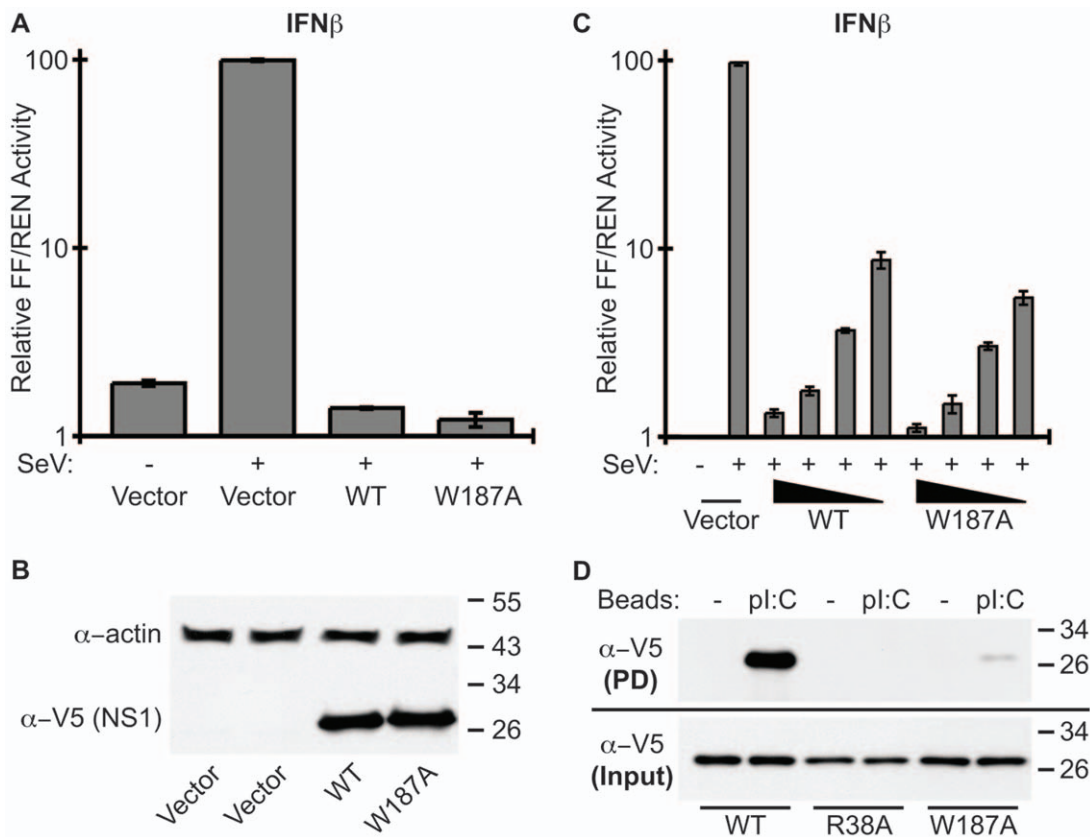 A
IFNβ
Relative FF/REN Activity
100
10
1
SeV: - + + +
Vector Vector WT W187A
B
α–actin
α–V5 (NS1)
55
43
34
26
Vector Vector WT W187A
C
IFNβ
Relative FF/REN Activity
100
10
1
- + + + + + + + + +
Vector WT W187A
D
Beads: - pI:C - pI:C - pI:C
α–V5
(PD)
34
26
α–V5
(Input)
34
26
WT R38A W187A